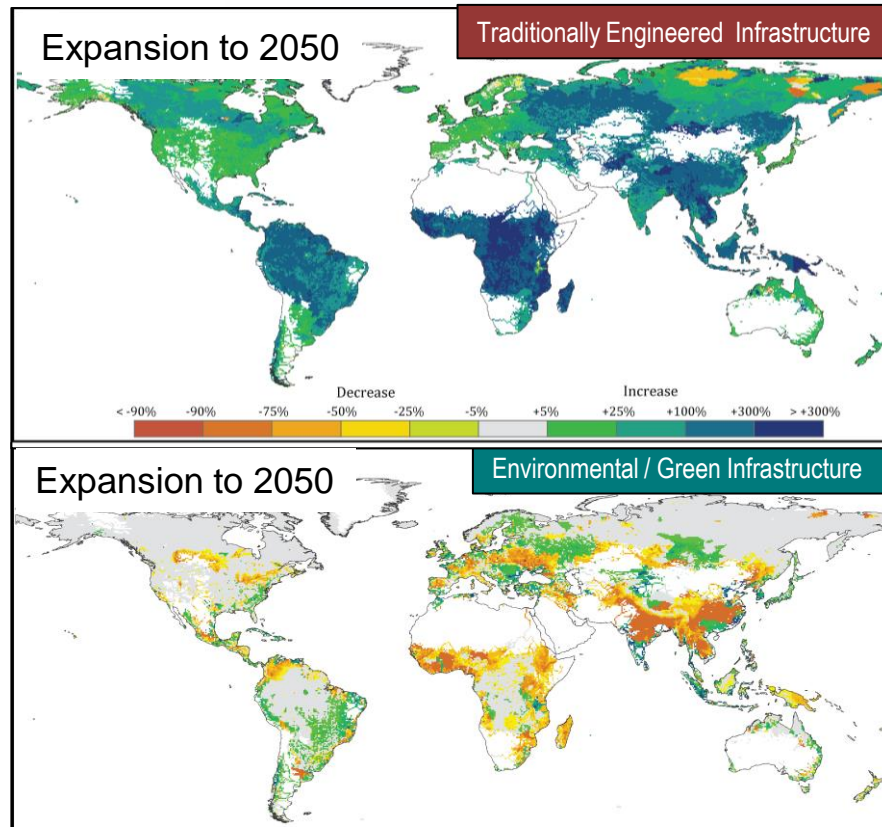 Expansion to 2050
Traditionally Engineered Infrastructure
Decrease Increase
< -90% -90% -75% -50% -25% -5% +5% +25% +100% +300% > +300%
Expansion to 2050
Environmental / Green Infrastructure